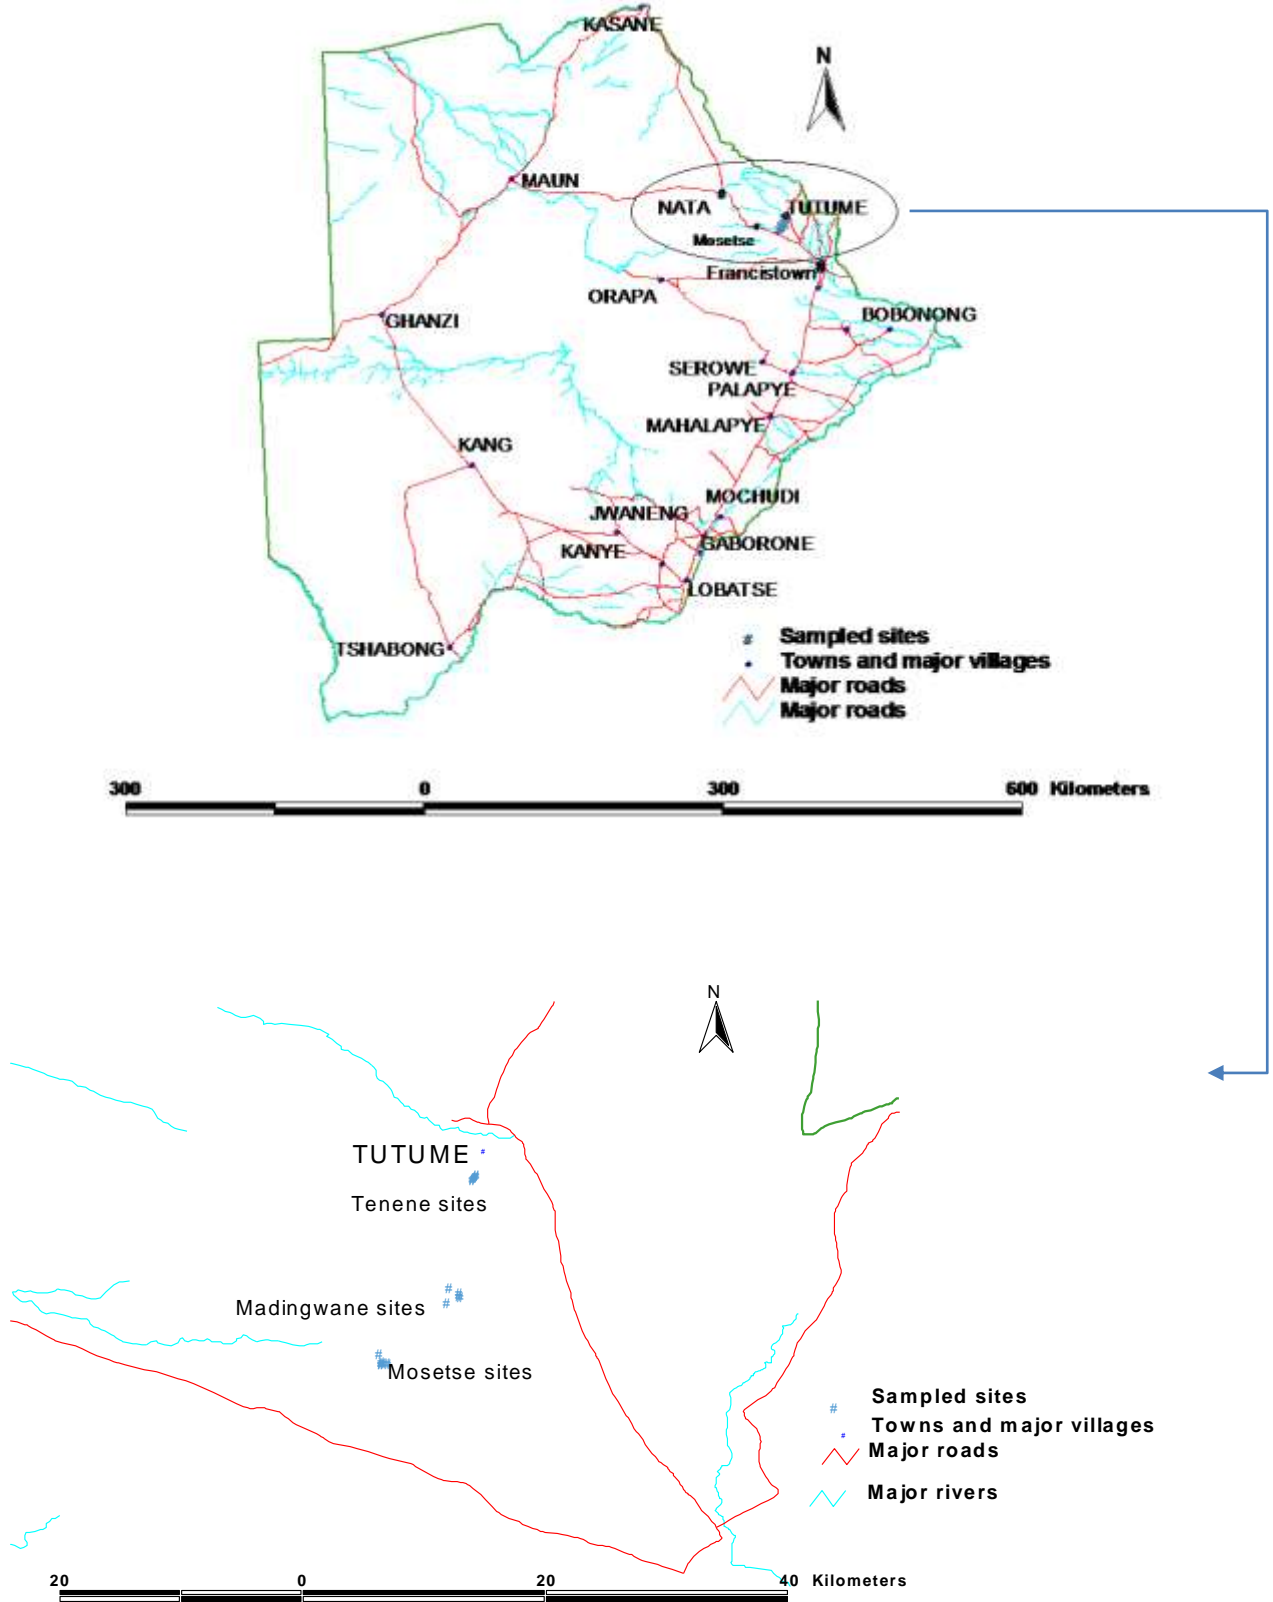 KASANE
N
MAUN
NATA
TUTUME
Mosetse
Francistown
ORAPA
BOBONONG
GHANZI
SEROWE
PALAPYE
MAHALAPYE
KANG
MOCHUDI
JWANENG
GABORONE
KANYE
LOBATSE
TSHABONG
# Sampled sites
Towns and major villages
Major roads
Major roads
300 0 300 600 Kilometers
N
TUTUME #
Tenene sites
Madingwane sites
Mosetse sites
# Sampled sites
# Towns and major villages
Major roads
Major rivers
20 0 20 40 Kilometers